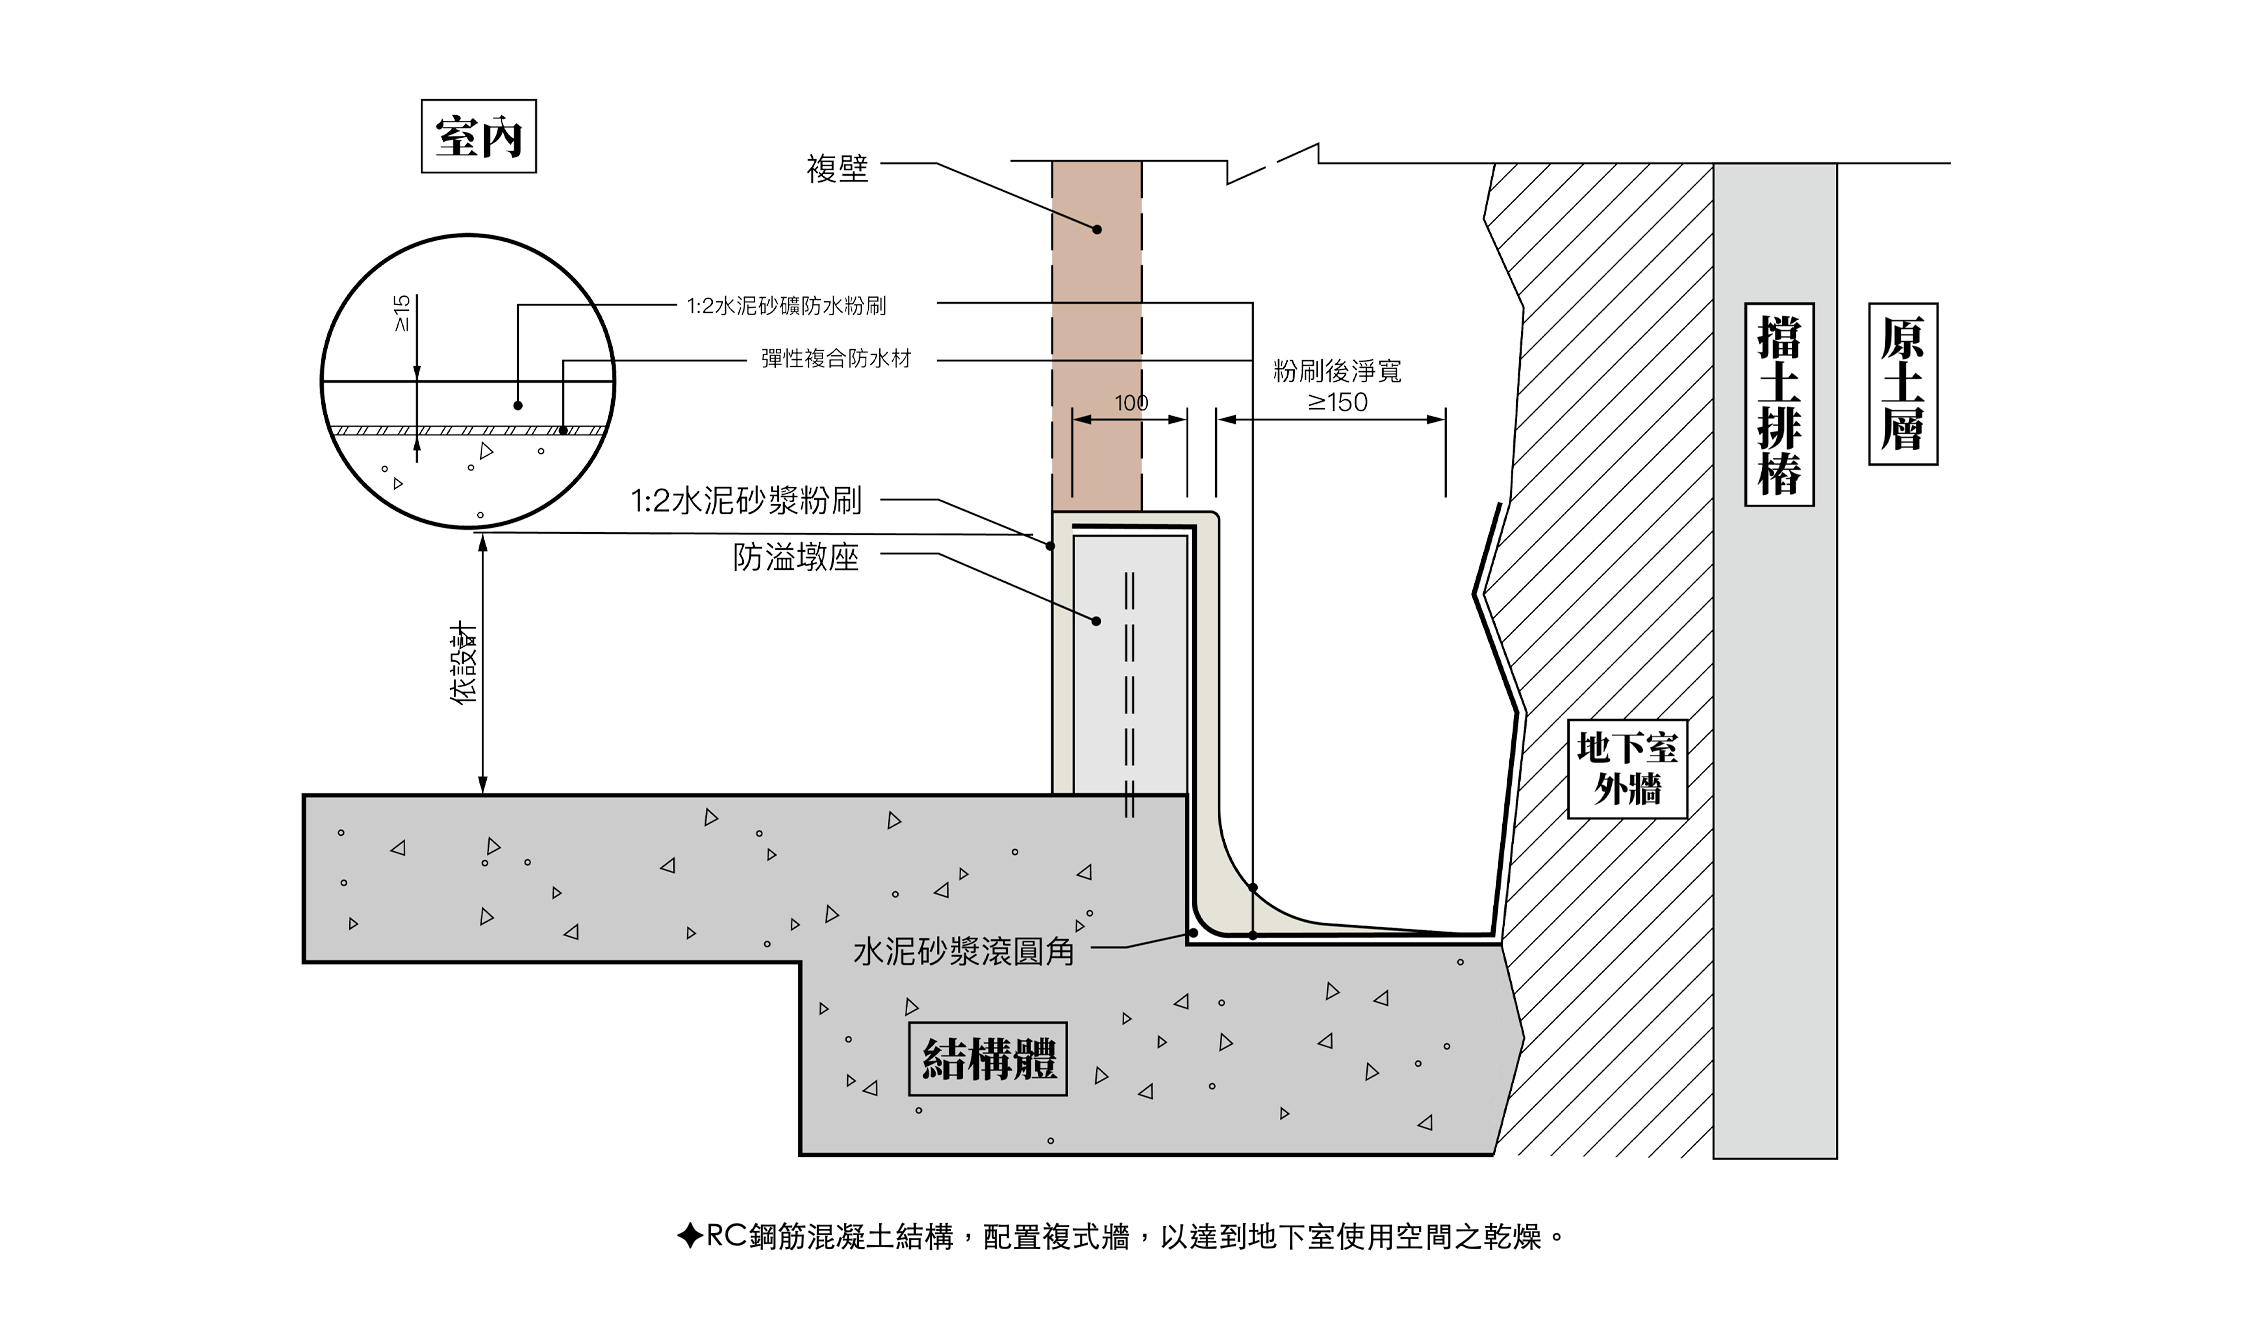 室內
複壁
≥15
1:2水泥砂礦防水粉刷
彈性複合防水材
粉刷後淨寬
≥150
100
擋土排樁
原土層
1:2水泥砂漿粉刷
防溢墩座
依設計
地下室
外牆
水泥砂漿滾圓角
結構體
✦RC鋼筋混凝土結構，配置複式牆，以達到地下室使用空間之乾燥。